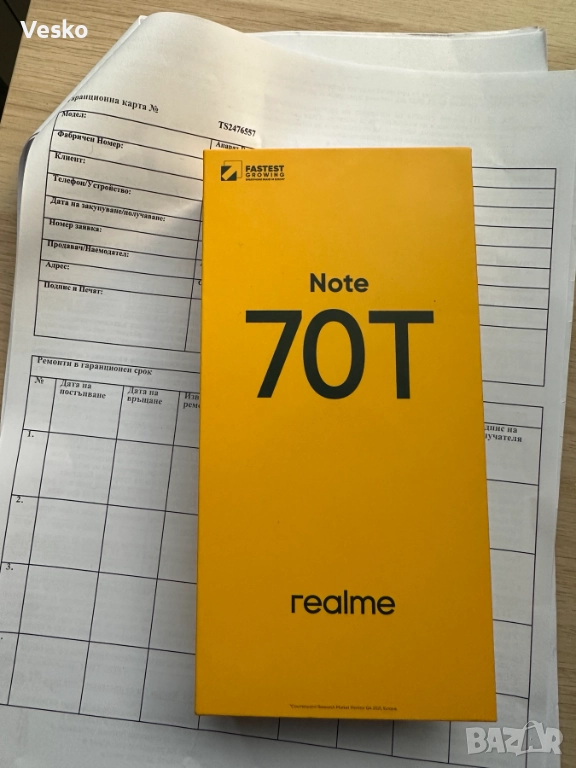 Vesko
Гаранционна карта № TS2476557
Модел:
Фабричен Номер:
Клиент:
Телефон/Устройство:
Дата на закупуване/получаване:
Номер заявка:
Продавач/Наемодател:
Адрес:
Подпис и Печат:
Ремонти в гаранционен срок
№ Дата на постъпване Дата на връщане
1.
2.
3.
FASTEST
GROWING
Note
70T
realme
BAZAR